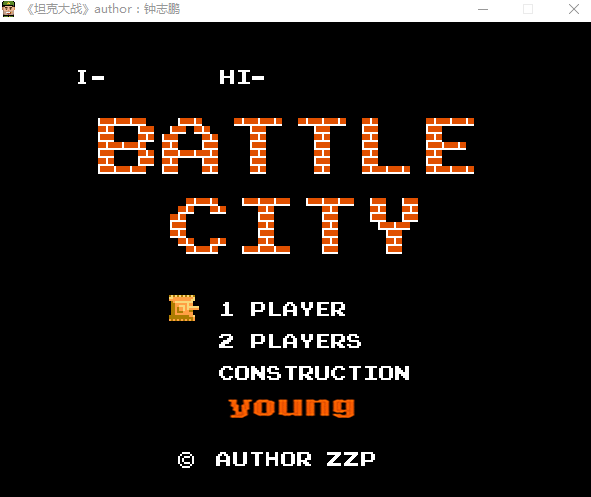 《坦克大战》author：钟志鹏
I- HI-
BATTLE
CITY
1 PLAYER
2 PLAYERS
CONSTRUCTION
young
© AUTHOR ZZP